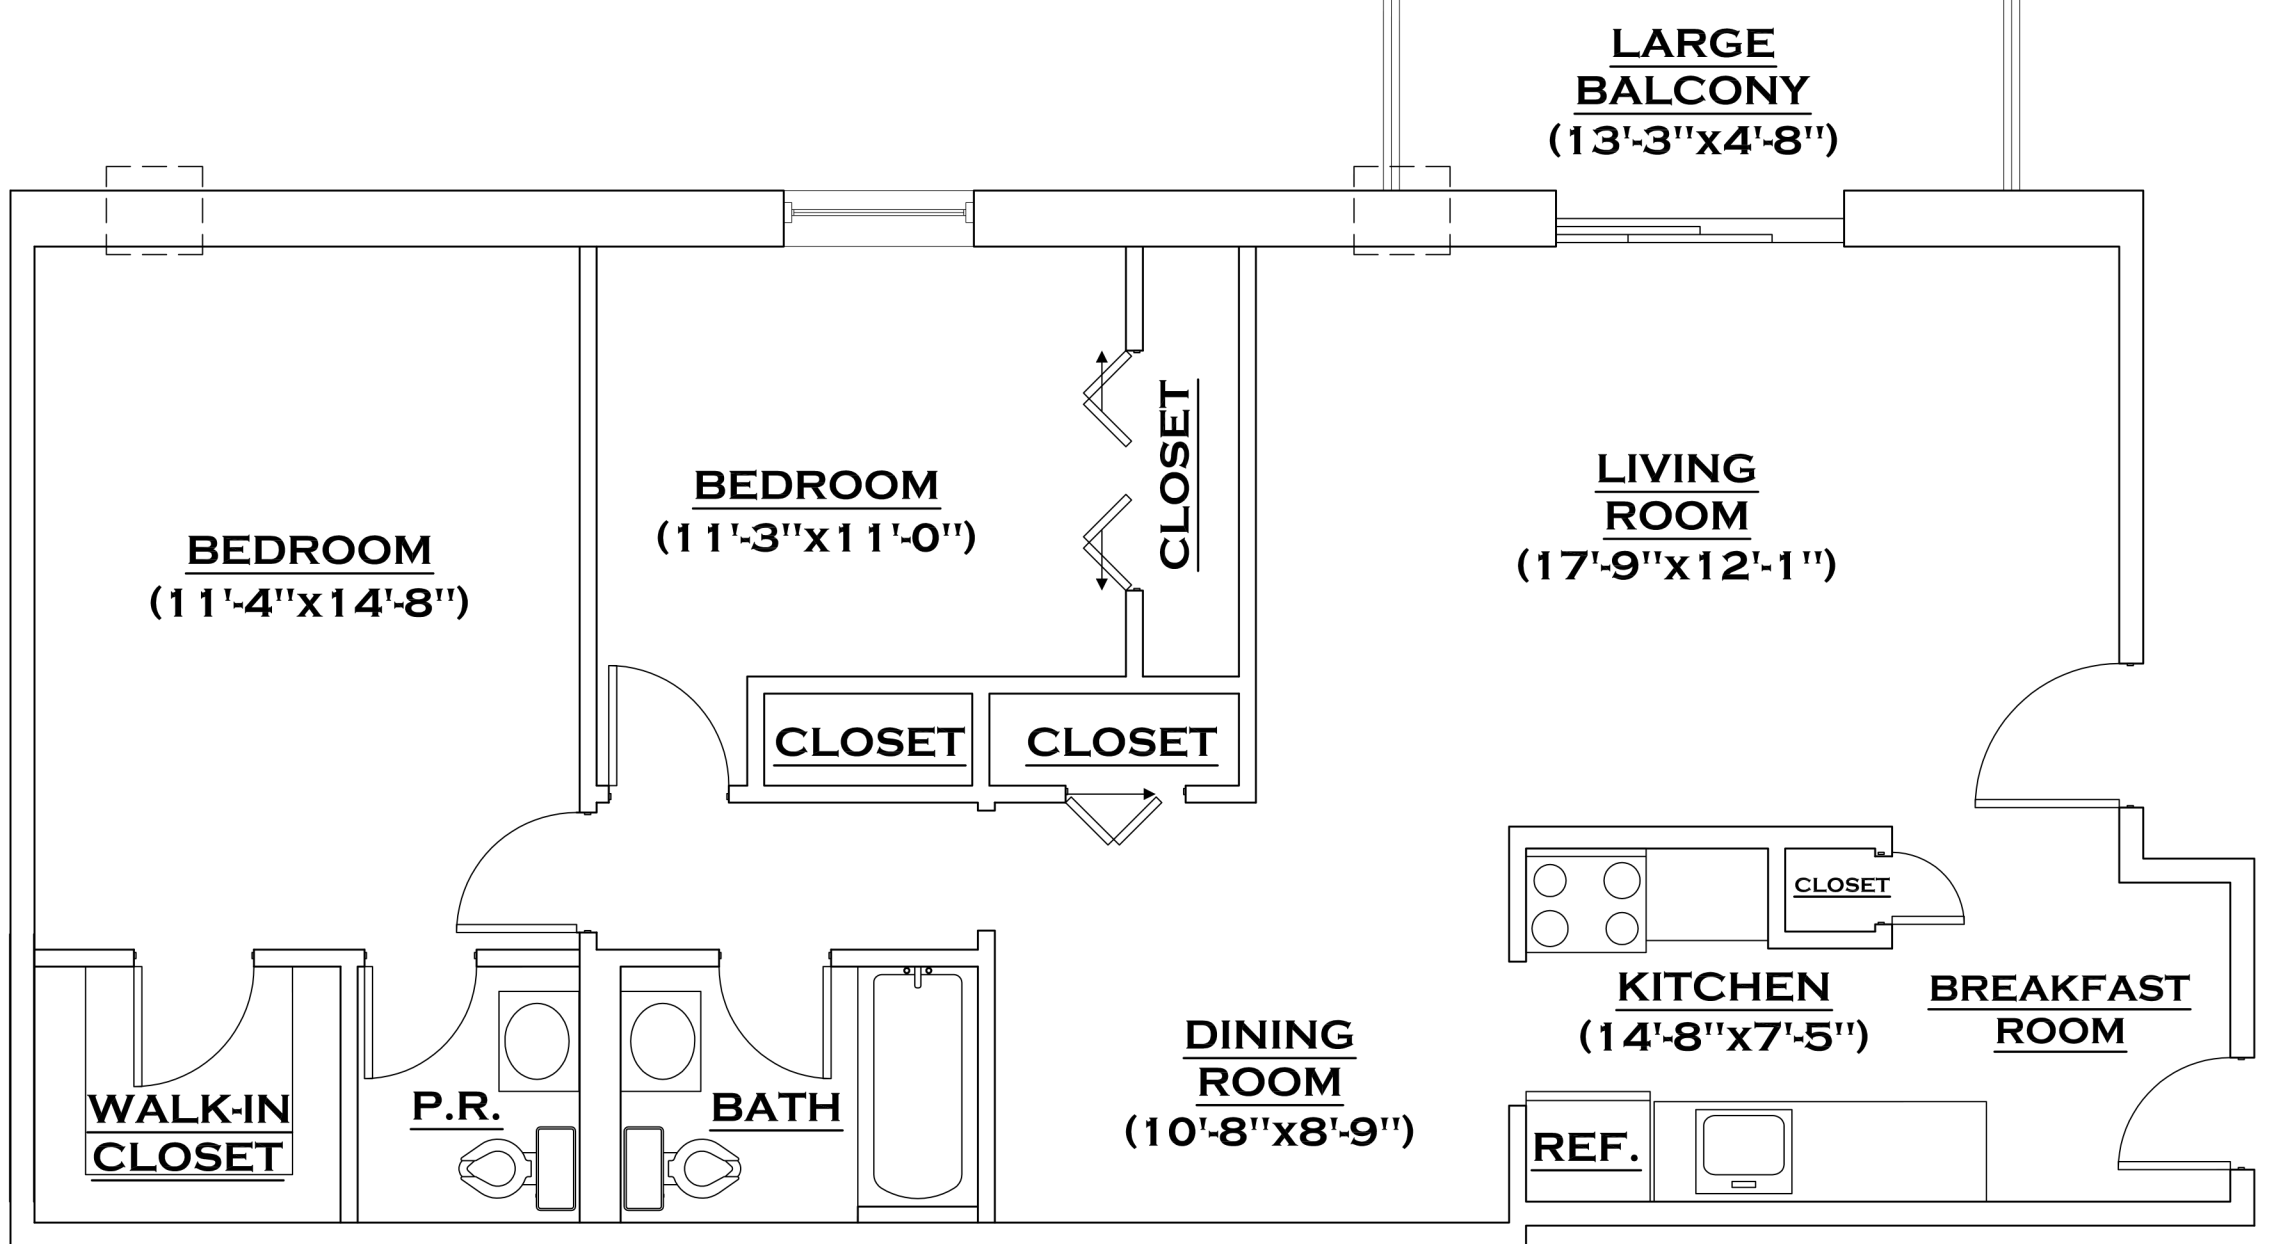 LARGE
BALCONY
(13'-3"x4'-8")
BEDROOM
(11'-4"x14'-8")
BEDROOM
(11'-3"x11'-0")
CLOSET
LIVING
ROOM
(17'-9"x12'-1")
CLOSET
CLOSET
CLOSET
KITCHEN
(14'-8"x7'-5")
BREAKFAST
ROOM
DINING
ROOM
(10'-8"x8'-9")
WALK-IN
CLOSET
P.R.
BATH
REF.